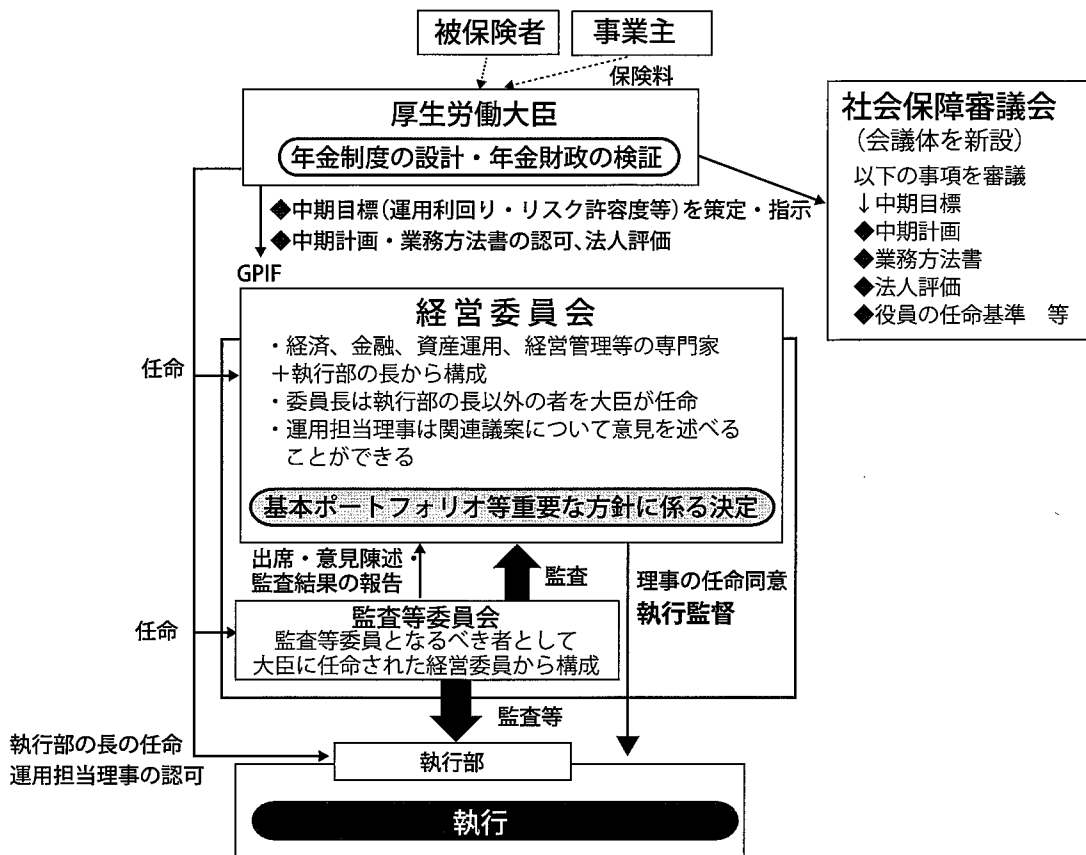 被保険者
事業主
保険料
厚生労働大臣
年金制度の設計・年金財政の検証
社会保障審議会
(会議体を新設)
以下の事項を審議
↓中期目標
◆中期計画
◆業務方法書
◆法人評価
◆役員の任命基準 等
◆中期目標(運用利回り・リスク許容度等)を策定・指示
◆中期計画・業務方法書の認可、法人評価
GPIF
経営委員会
・経済、金融、資産運用、経営管理等の専門家
+執行部の長から構成
・委員長は執行部の長以外の者を大臣が任命
・運用担当理事は関連議案について意見を述べる
ことができる
基本ポートフォリオ等重要な方針に係る決定
任命
出席・意見陳述・
監査結果の報告
監査
理事の任命同意
執行監督
任命
監査等委員会
監査等委員となるべき者として
大臣に任命された経営委員から構成
監査等
執行部の長の任命
運用担当理事の認可
執行部
執行